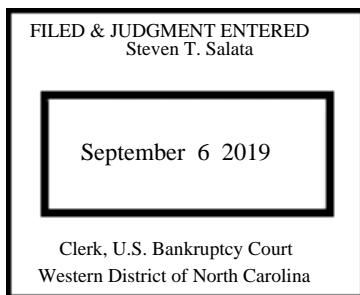 FILED & JUDGMENT ENTERED
Steven T. Salata
September 6 2019
Clerk, U.S. Bankruptcy Court
Western District of North Carolina